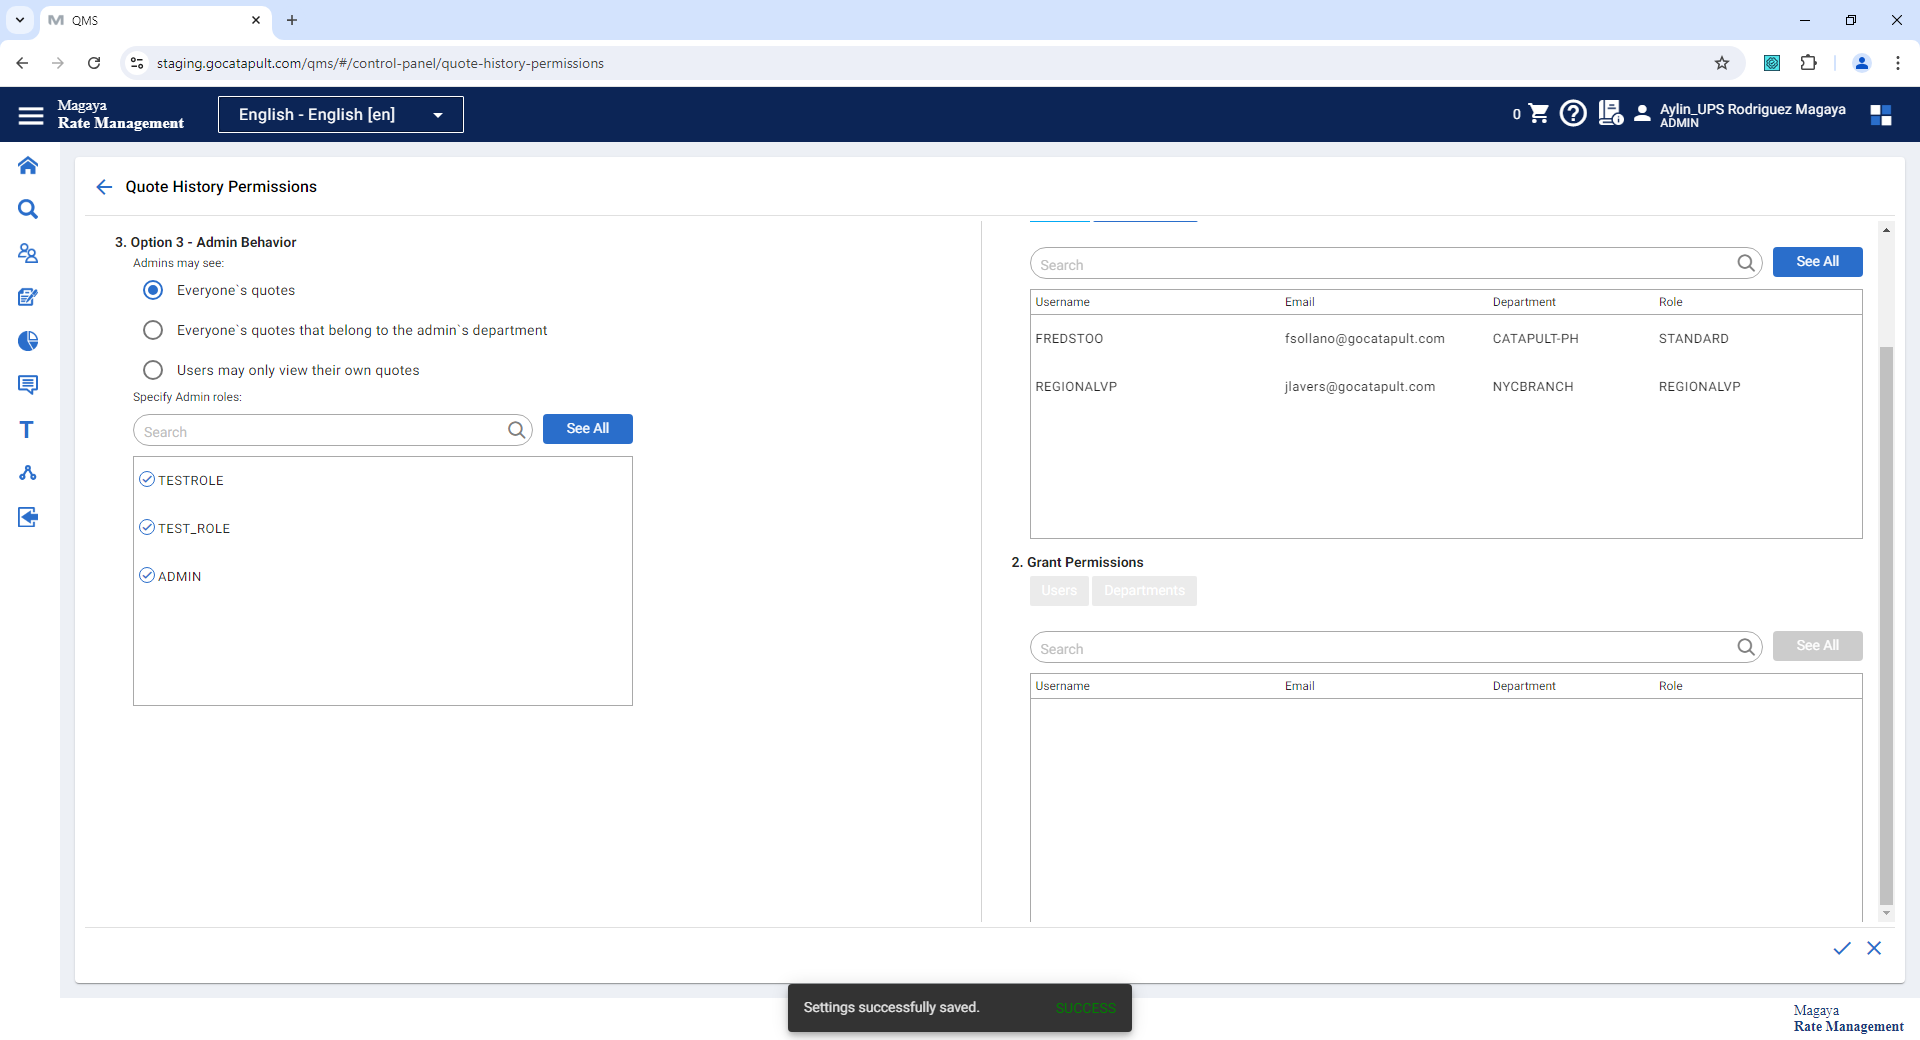 QMS
staging.gocatapult.com/qms/#/control-panel/quote-history-permissions
Magaya
Rate Management
English - English [en]
0
Aylin_UPS Rodriguez Magaya
ADMIN
Quote History Permissions
3. Option 3 - Admin Behavior
Admins may see:
Everyone`s quotes
Everyone`s quotes that belong to the admin`s department
Users may only view their own quotes
Specify Admin roles:
Search
See All
TESTROLE
TEST_ROLE
ADMIN
Search
See All
Username Email Department Role
FREDSTOO fsollano@gocatapult.com CATAPULT-PH STANDARD
REGIONALVP jlavers@gocatapult.com NYCBRANCH REGIONALVP
2. Grant Permissions
Users Departments
Search
See All
Username Email Department Role
Settings successfully saved. SUCCESS
Magaya
Rate Management